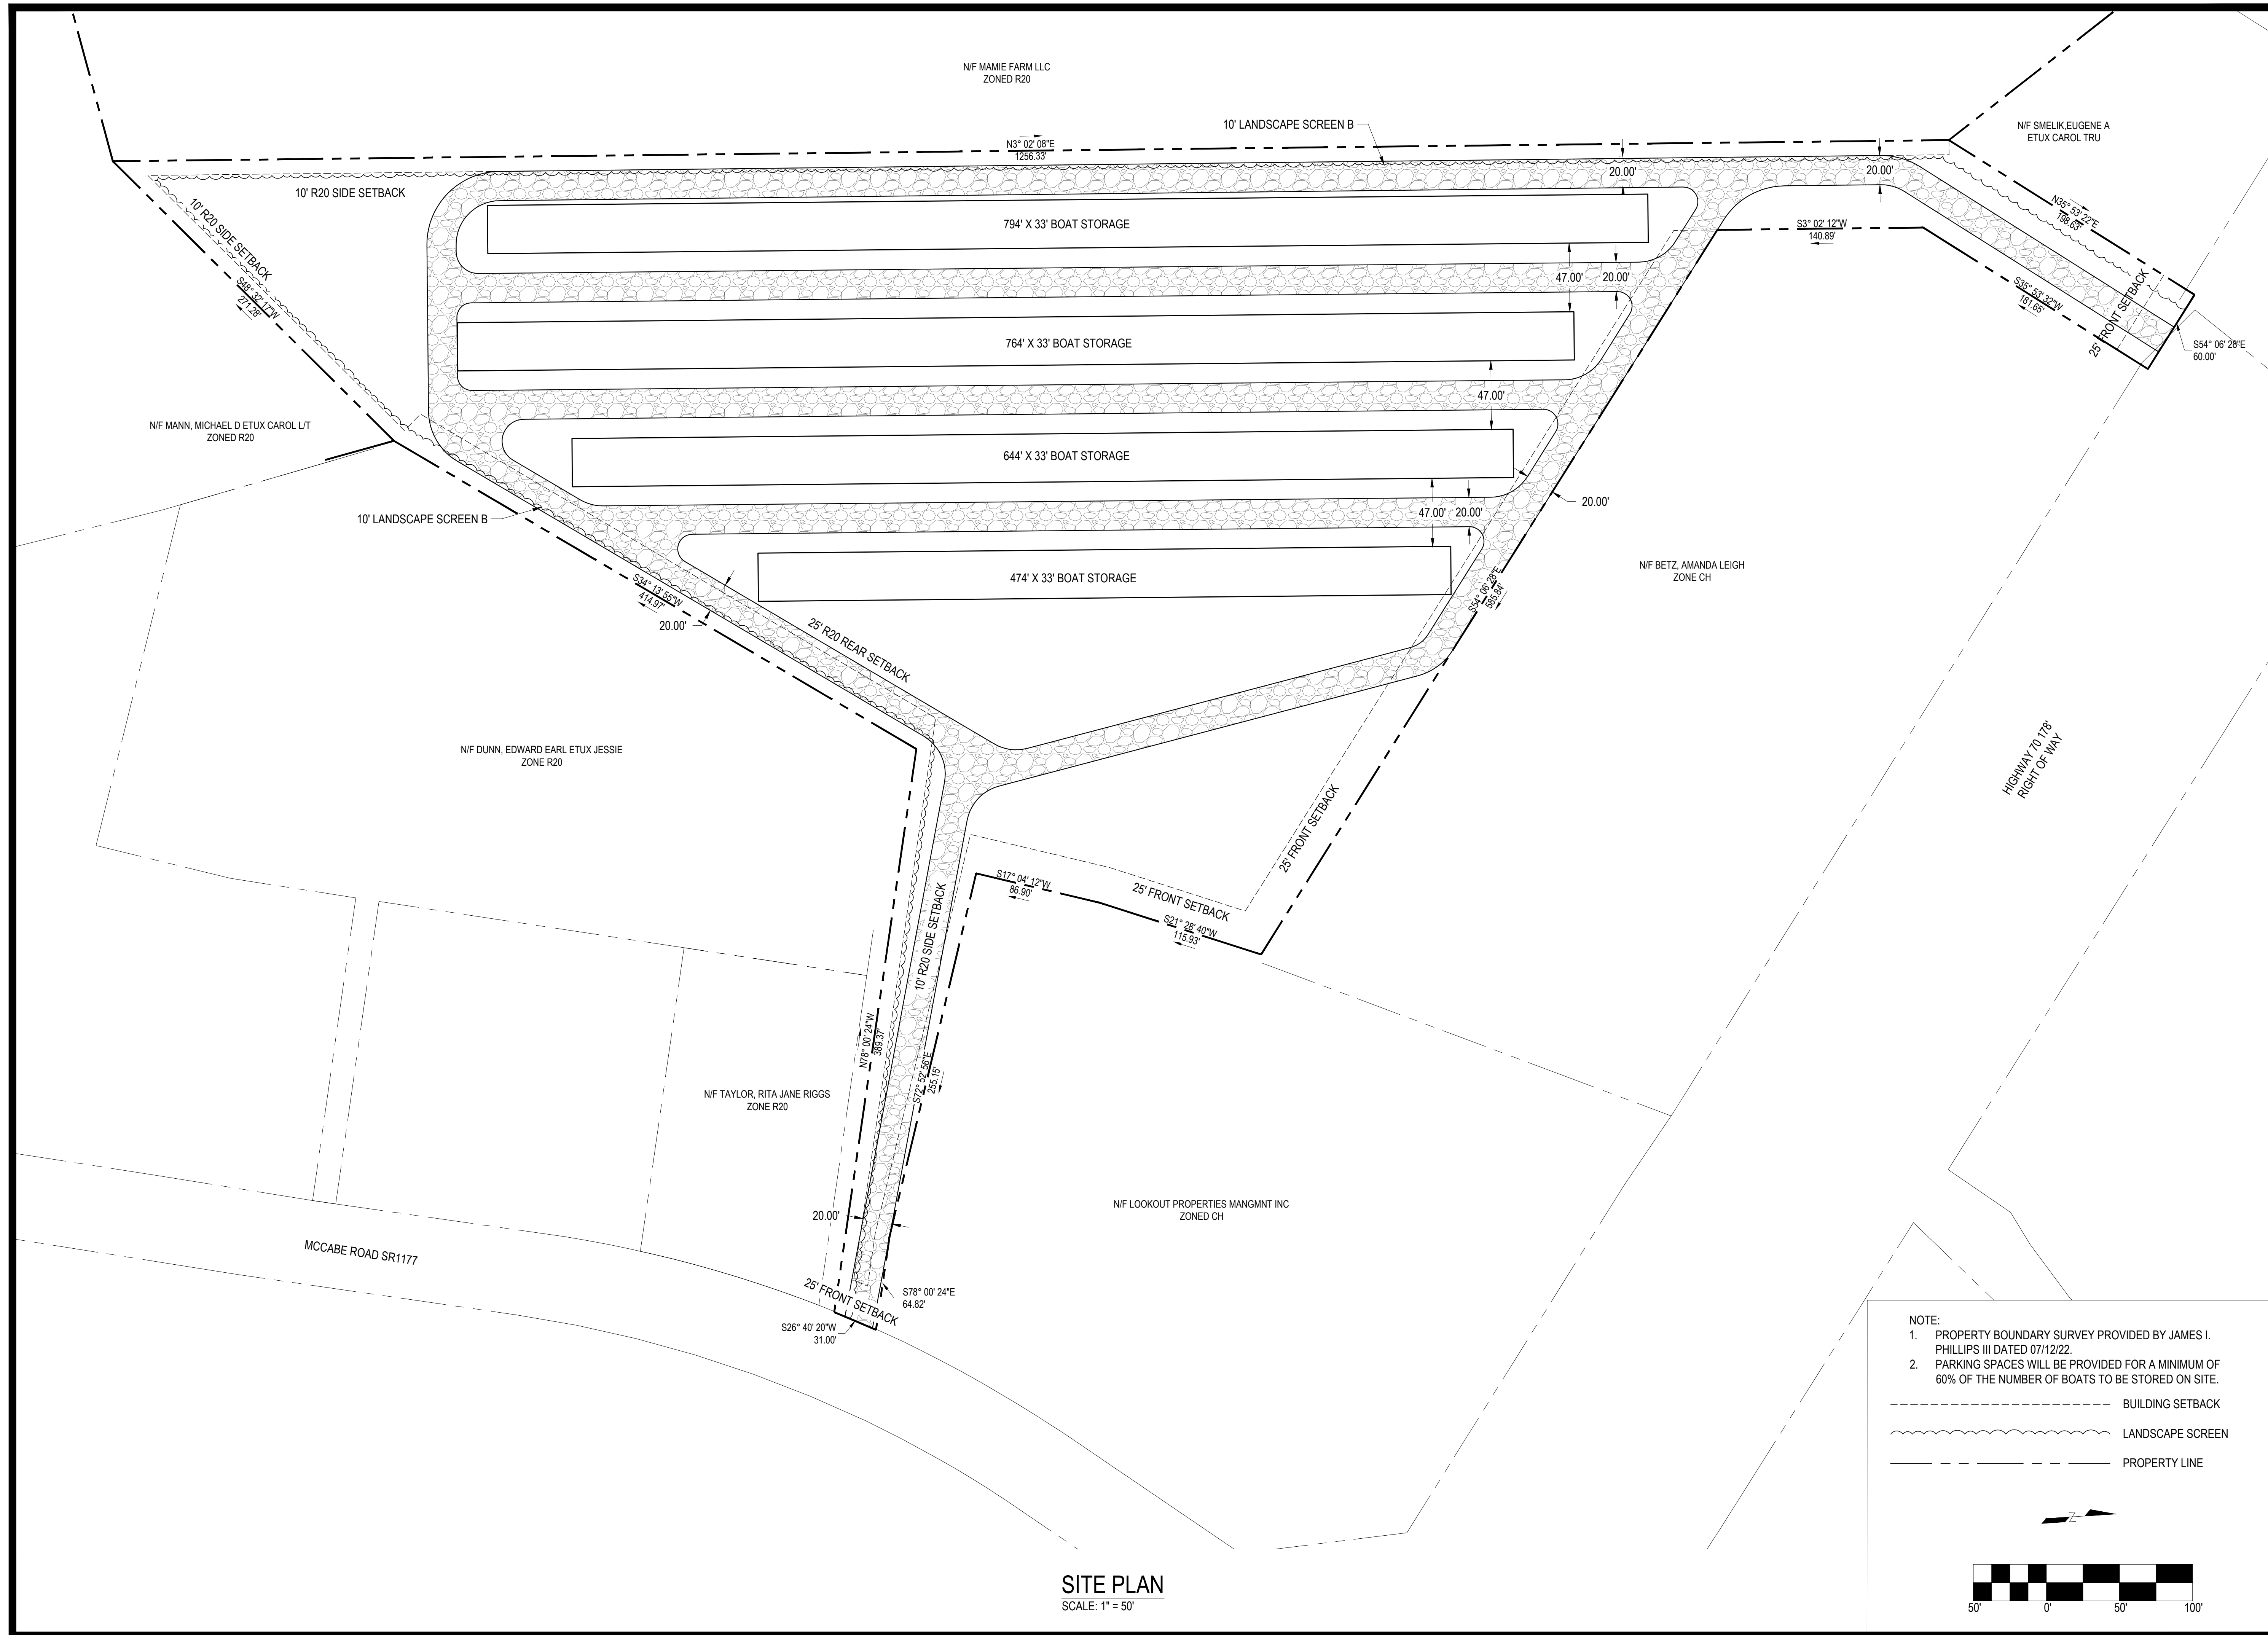 N/F MAMIE FARM LLC
ZONED R20
10' LANDSCAPE SCREEN B
N/F SMELIK,EUGENE A
ETUX CAROL TRU
N3° 02' 08"E
1256.33'
20.00'
20.00'
10' R20 SIDE SETBACK
10' R20 SIDE SETBACK
794' X 33' BOAT STORAGE
S3° 02' 12"W
140.89'
N35° 53' 22"E
198.63'
S48° 32' 17"W
271.28'
47.00'
20.00'
S35° 53' 32"W
181.65'
25' FRONT SETBACK
764' X 33' BOAT STORAGE
S54° 06' 28"E
60.00'
47.00'
N/F MANN, MICHAEL D ETUX CAROL L/T
ZONED R20
644' X 33' BOAT STORAGE
20.00'
10' LANDSCAPE SCREEN B
47.00'
20.00'
474' X 33' BOAT STORAGE
N/F BETZ, AMANDA LEIGH
ZONE CH
S54° 06' 28"E
585.84'
S34° 13' 55"W
414.97'
20.00'
25' R20 REAR SETBACK
N/F DUNN, EDWARD EARL ETUX JESSIE
ZONE R20
HIGHWAY 70 178'
RIGHT OF WAY
25' FRONT SETBACK
S17° 04' 12"W
86.90'
25' FRONT SETBACK
S21° 28' 40"W
115.93'
10' R20 SIDE SETBACK
N78° 00' 24"W
389.37'
S72° 52' 56"E
255.15'
N/F TAYLOR, RITA JANE RIGGS
ZONE R20
20.00'
N/F LOOKOUT PROPERTIES MANGMNT INC
ZONED CH
MCCABE ROAD SR1177
25' FRONT SETBACK
S78° 00' 24"E
64.82'
S26° 40' 20"W
31.00'
NOTE:
1. PROPERTY BOUNDARY SURVEY PROVIDED BY JAMES I.
PHILLIPS III DATED 07/12/22.
2. PARKING SPACES WILL BE PROVIDED FOR A MINIMUM OF
60% OF THE NUMBER OF BOATS TO BE STORED ON SITE.
BUILDING SETBACK
LANDSCAPE SCREEN
PROPERTY LINE
Z
50' 0' 50' 100'
SITE PLAN
SCALE: 1" = 50'